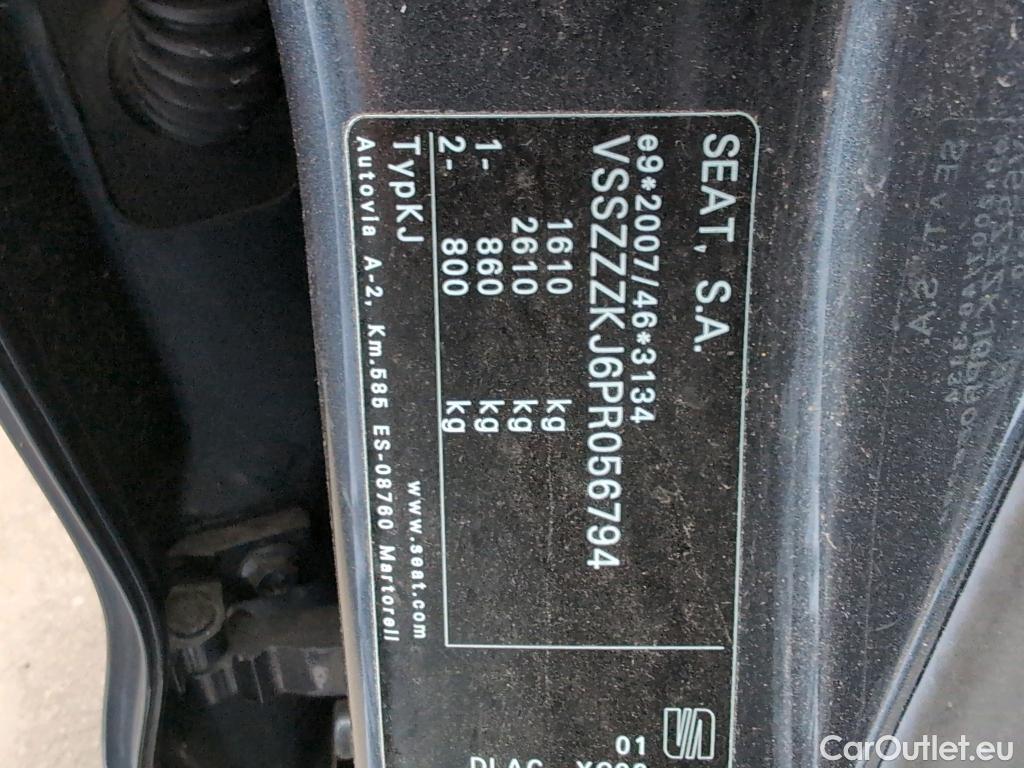 SEAT, S.A.
e9*2007/46*3134
VSSZZZKJ6PR056794
1610 kg
2610 kg
1- 860 kg
2- 800 kg
TypKJ
www.seat.com
Autovia A-2, Km.585 ES-08760 Martorell
01
CarOutlet.eu